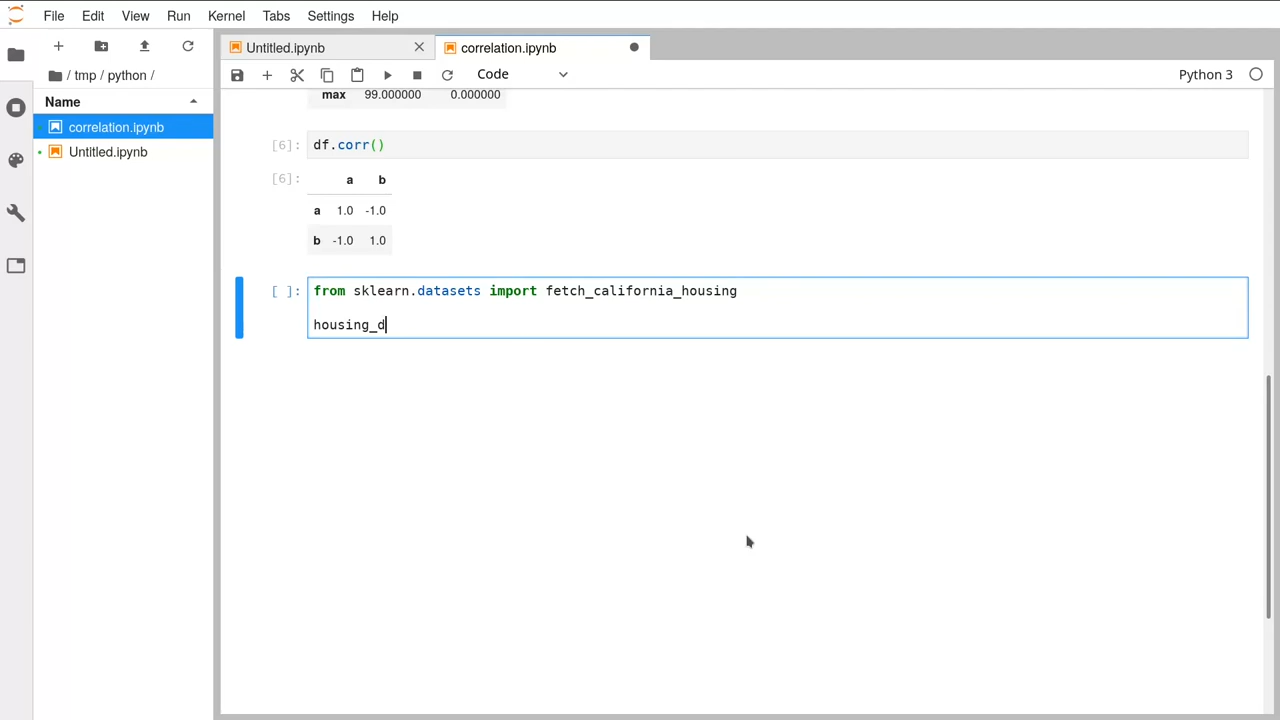 File Edit View Run Kernel Tabs Settings Help
/ tmp / python /
Name
correlation.ipynb
Untitled.ipynb
Untitled.ipynb
correlation.ipynb
Code
Python 3
max 99.000000 0.000000
[6]: df.corr()
[6]: a b
a 1.0 -1.0
b -1.0 1.0
[ ]: from sklearn.datasets import fetch_california_housing
housing_d